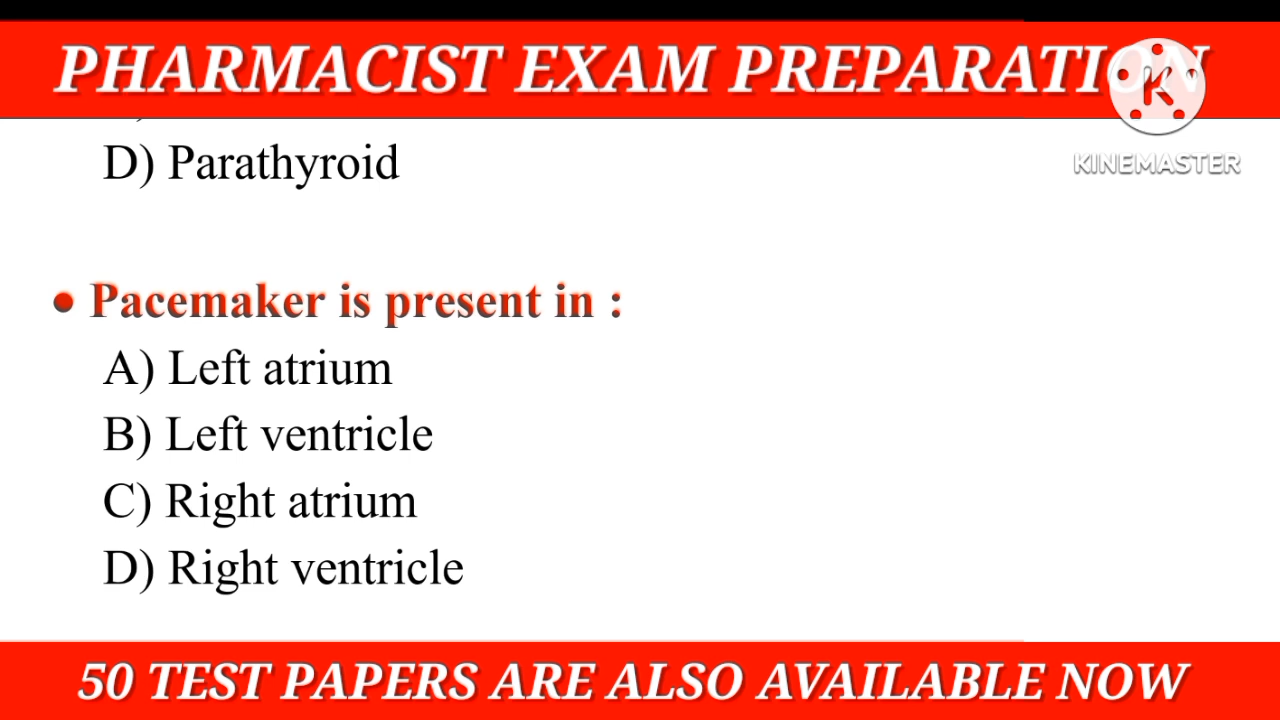 PHARMACIST EXAM PREPARATION
K
KINEMASTER
D) Parathyroid
• Pacemaker is present in :
A) Left atrium
B) Left ventricle
C) Right atrium
D) Right ventricle
50 TEST PAPERS ARE ALSO AVAILABLE NOW